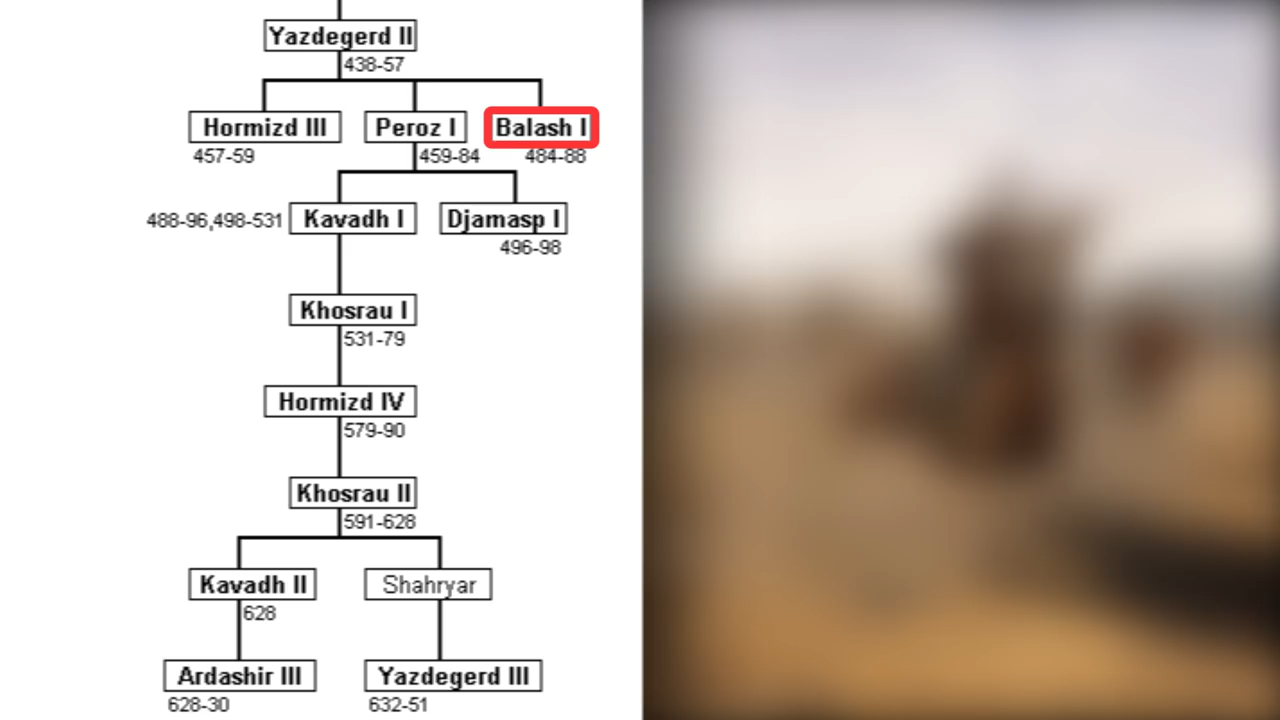 Yazdegerd II
438-57
Hormizd III
Peroz I
Balash I
457-59
459-84
484-88
488-96,498-531
Kavadh I
Djamasp I
496-98
Khosrau I
531-79
Hormizd IV
579-90
Khosrau II
591-628
Kavadh II
Shahryar
628
Ardashir III
Yazdegerd III
628-30
632-51